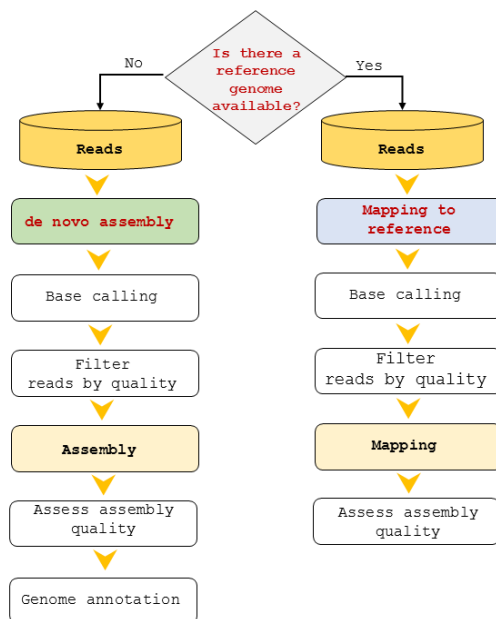 Is there a
reference
genome
available?
No
Yes
Reads
de novo assembly
Base calling
Filter
reads by quality
Assembly
Assess assembly
quality
Genome annotation
Reads
Mapping to
reference
Base calling
Filter
reads by quality
Mapping
Assess assembly
quality